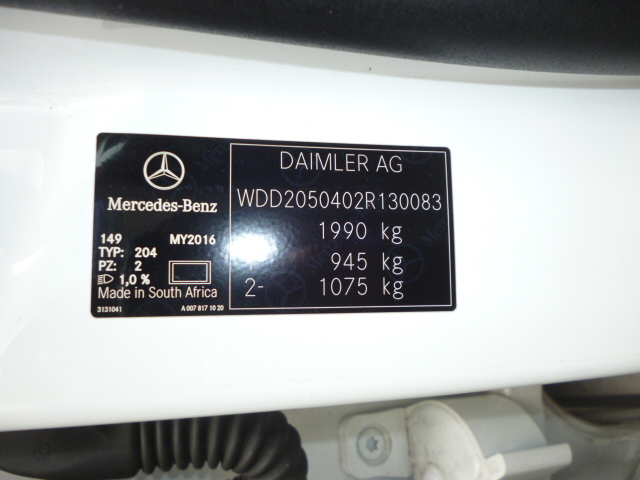 Mercedes-Benz
149 MY2016
TYP: 204
PZ: 2
1,0 %
Made in South Africa
3131041 A 007 817 10 20
DAIMLER AG
WDD2050402R130083
1990 kg
945 kg
2- 1075 kg